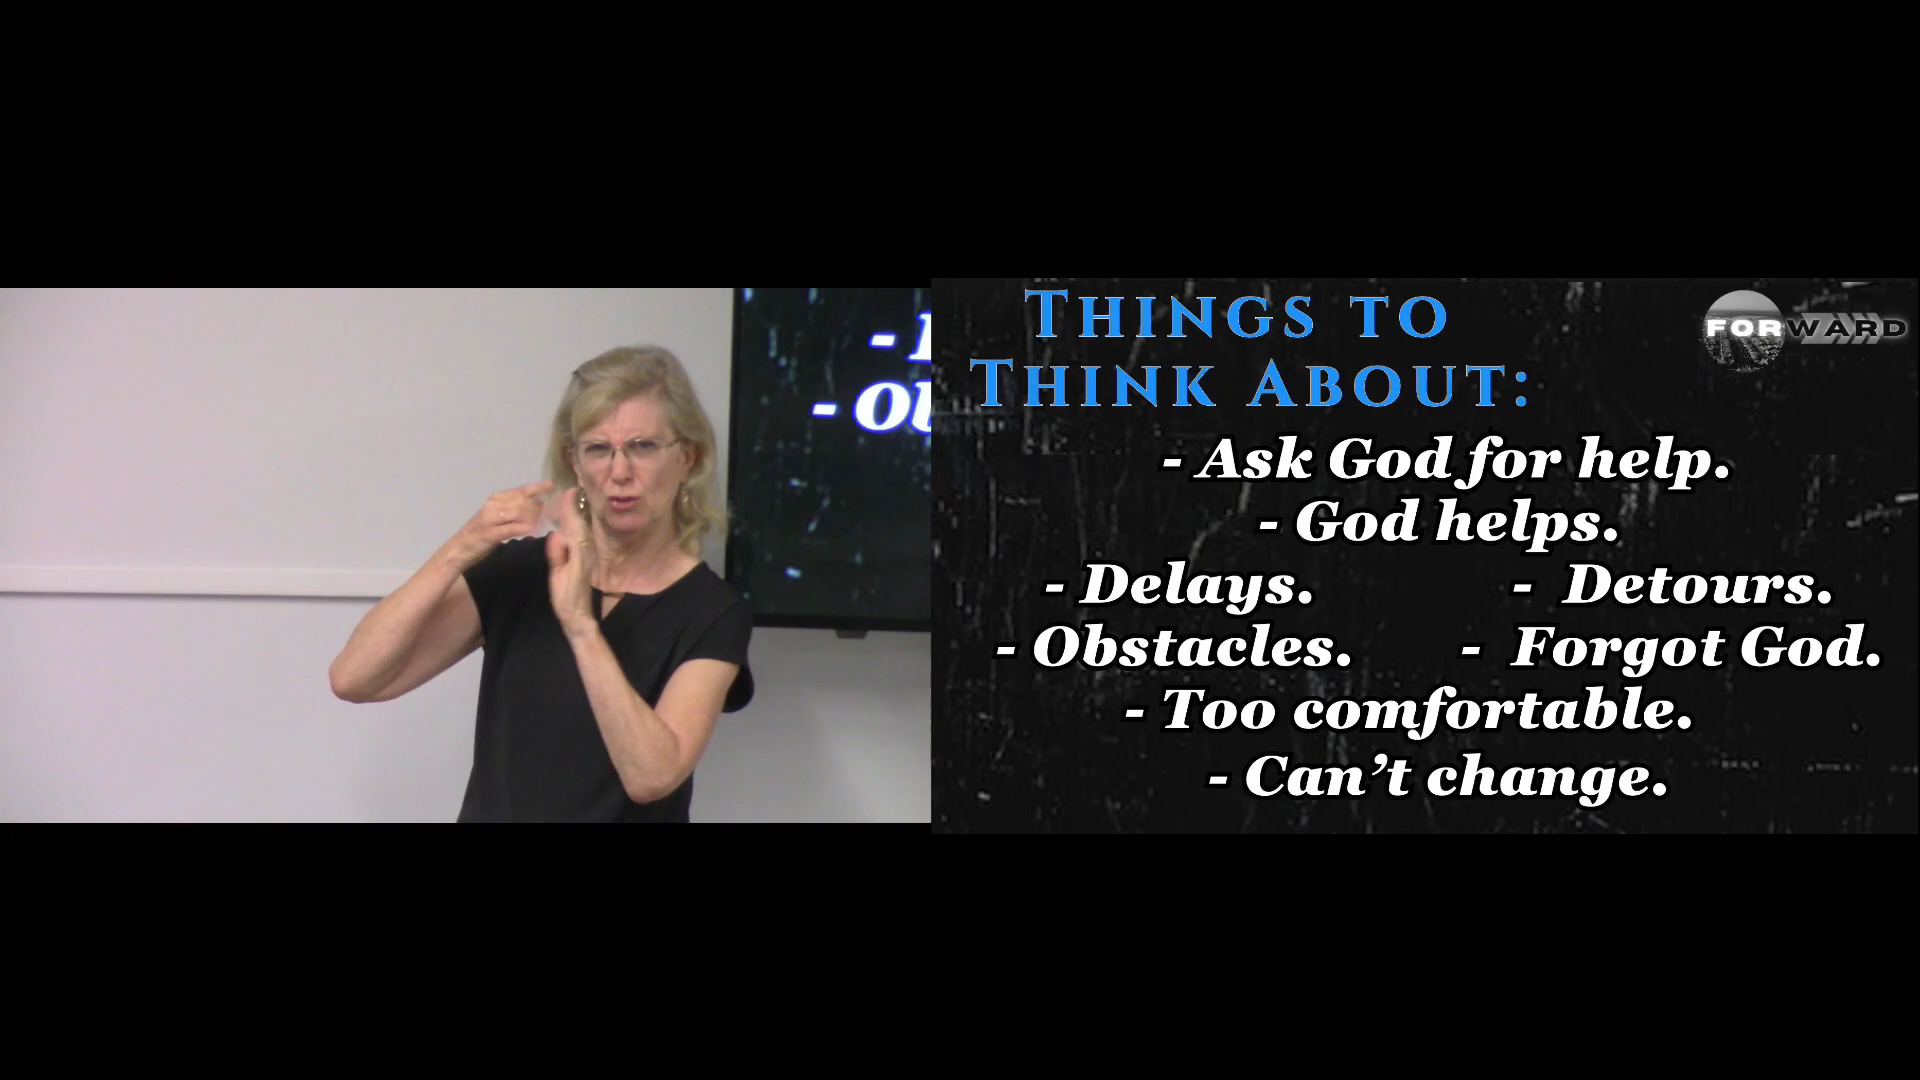 THINGS TO
THINK ABOUT:
FORWARD
- Ask God for help.
- God helps.
- Delays. - Detours.
- Obstacles. - Forgot God.
- Too comfortable.
- Can't change.